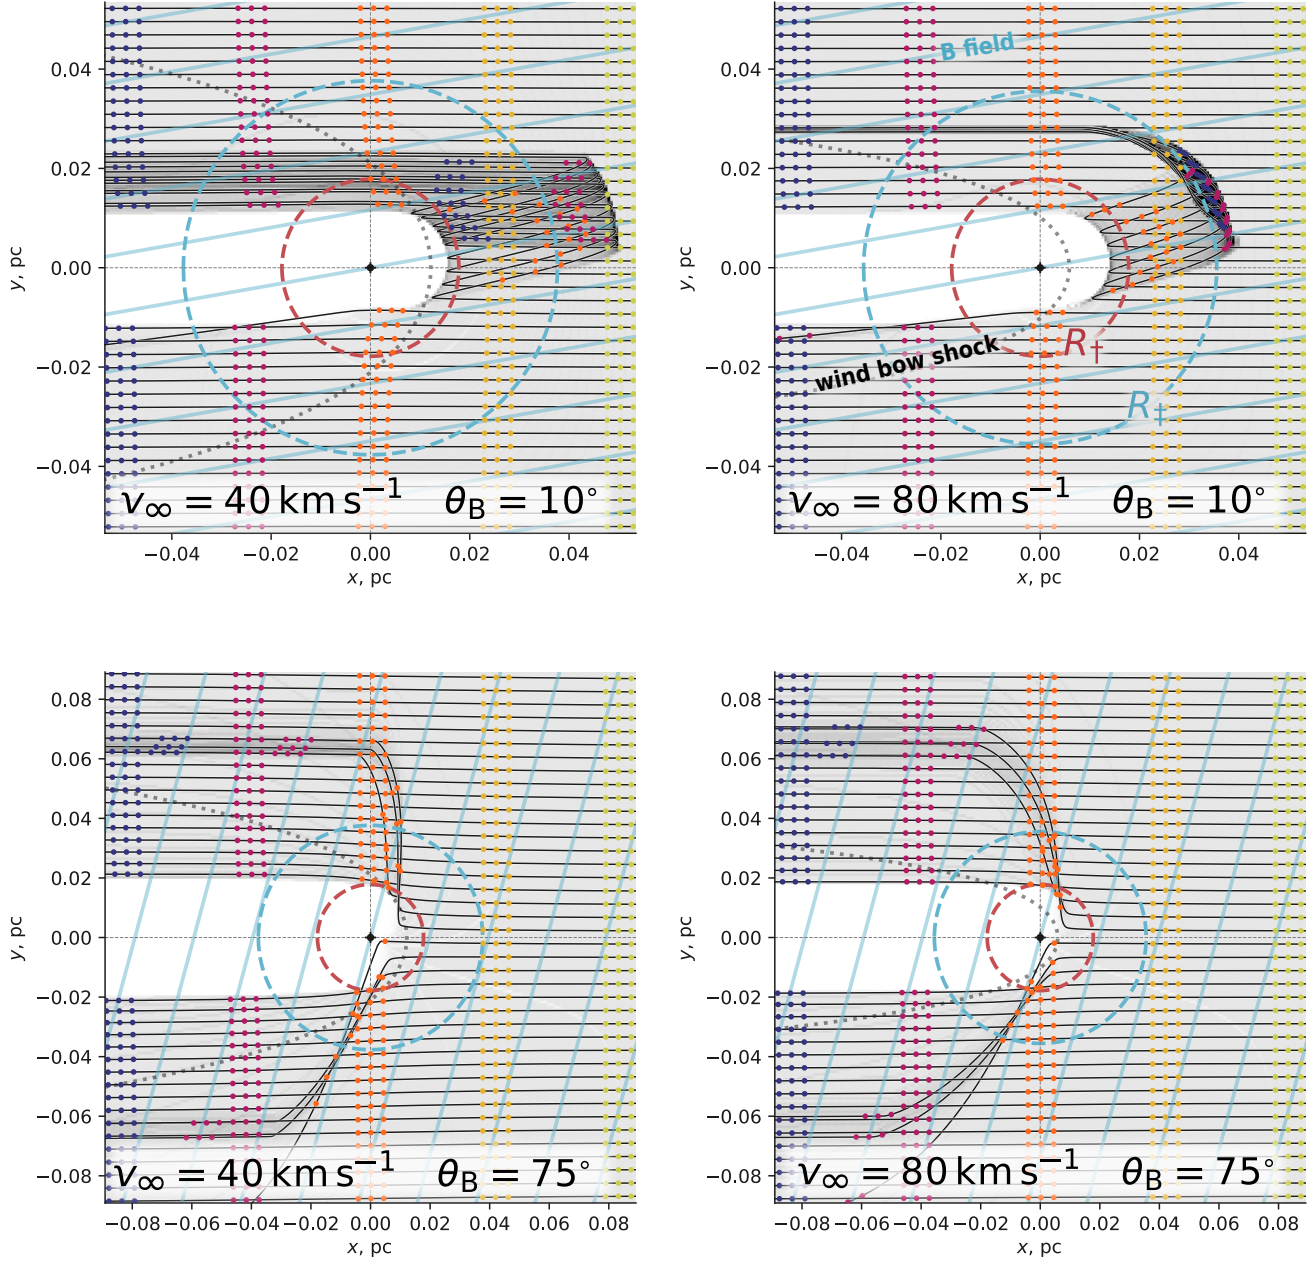 0.04
0.02
0.00
−0.02
−0.04
y, pc
v∞ = 40 km s⁻¹ θB = 10°
−0.04 −0.02 0.00 0.02 0.04
x, pc
0.04
0.02
0.00
−0.02
−0.04
y, pc
B field
R†
wind bow shock
R‡
v∞ = 80 km s⁻¹ θB = 10°
−0.04 −0.02 0.00 0.02 0.04
x, pc
0.08
0.06
0.04
0.02
0.00
−0.02
−0.04
−0.06
−0.08
y, pc
v∞ = 40 km s⁻¹ θB = 75°
−0.08 −0.06 −0.04 −0.02 0.00 0.02 0.04 0.06 0.08
x, pc
0.08
0.06
0.04
0.02
0.00
−0.02
−0.04
−0.06
−0.08
y, pc
v∞ = 80 km s⁻¹ θB = 75°
−0.08 −0.06 −0.04 −0.02 0.00 0.02 0.04 0.06 0.08
x, pc